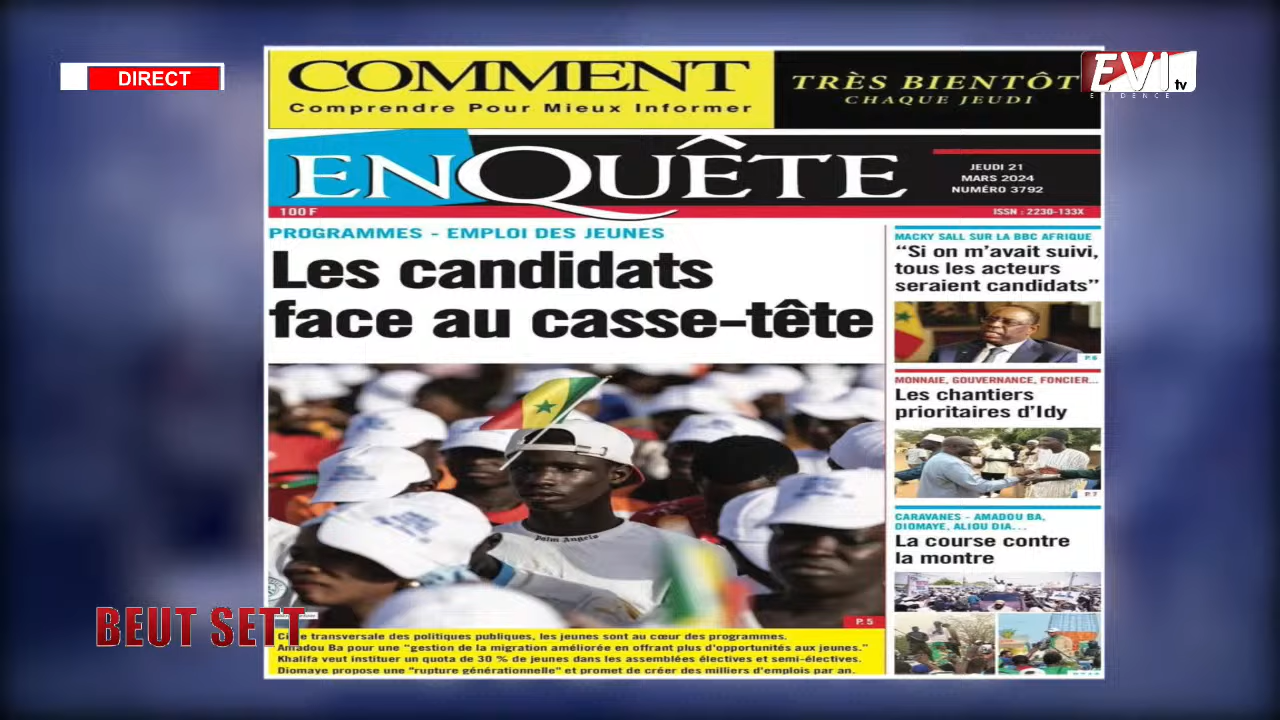 DIRECT
EVI tv
EVIDENCE
COMMENT
Comprendre Pour Mieux Informer
TRÈS BIENTÔT
CHAQUE JEUDI
ENQUÊTE
JEUDI 21
MARS 2024
NUMÉRO 3792
100 F
ISSN : 2230-133X
PROGRAMMES - EMPLOI DES JEUNES
Les candidats
face au casse-tête
Palm Angels
P. 5
transversale des politiques publiques, les jeunes sont au cœur des programmes.
Amadou Ba pour une "gestion de la migration améliorée en offrant plus d'opportunités aux jeunes."
Khalifa veut instituer un quota de 30 % de jeunes dans les assemblées électives et semi-électives.
Diomaye propose une "rupture générationnelle" et promet de créer des milliers d'emplois par an.
MACKY SALL SUR LA BBC AFRIQUE
“Si on m’avait suivi,
tous les acteurs
seraient candidats”
P. 6
MONNAIE, GOUVERNANCE, FONCIER...
Les chantiers
prioritaires d’Idy
P. 7
CARAVANES - AMADOU BA,
DIOMAYE, ALIOU DIA...
La course contre
la montre
BEUT SETT